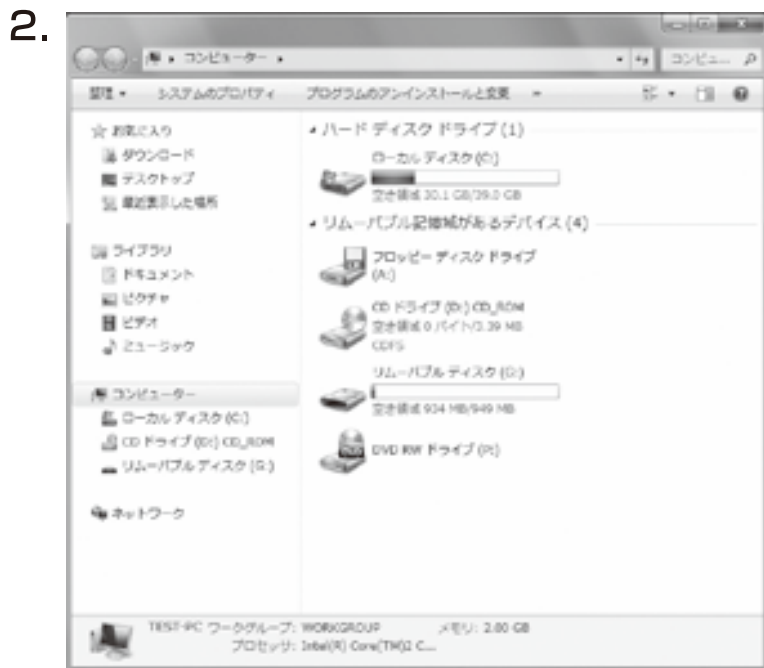 2.
コンピューター
コンピュ...
整理
システムのプロパティ
プログラムのアンインストールと変更
»
お気に入り
ダウンロード
デスクトップ
最近表示した場所
ライブラリ
ドキュメント
ピクチャ
ビデオ
ミュージック
コンピューター
ローカル ディスク (C:)
CD ドライブ (D:) CD_ROM
リムーバブル ディスク (G:)
ネットワーク
ハード ディスク ドライブ (1)
ローカル ディスク (C:)
空き領域 30.1 GB/39.0 GB
リムーバブル記憶域があるデバイス (4)
フロッピー ディスク ドライブ
(A:)
CD ドライブ (D:) CD_ROM
空き領域 0 バイト/3.39 MB
CDFS
リムーバブル ディスク (G:)
空き領域 934 MB/949 MB
DVD RW ドライブ (P:)
TEST-PC ワークグループ: WORKGROUP メモリ: 2.00 GB
プロセッサ: Intel(R) Core(TM)2 C...